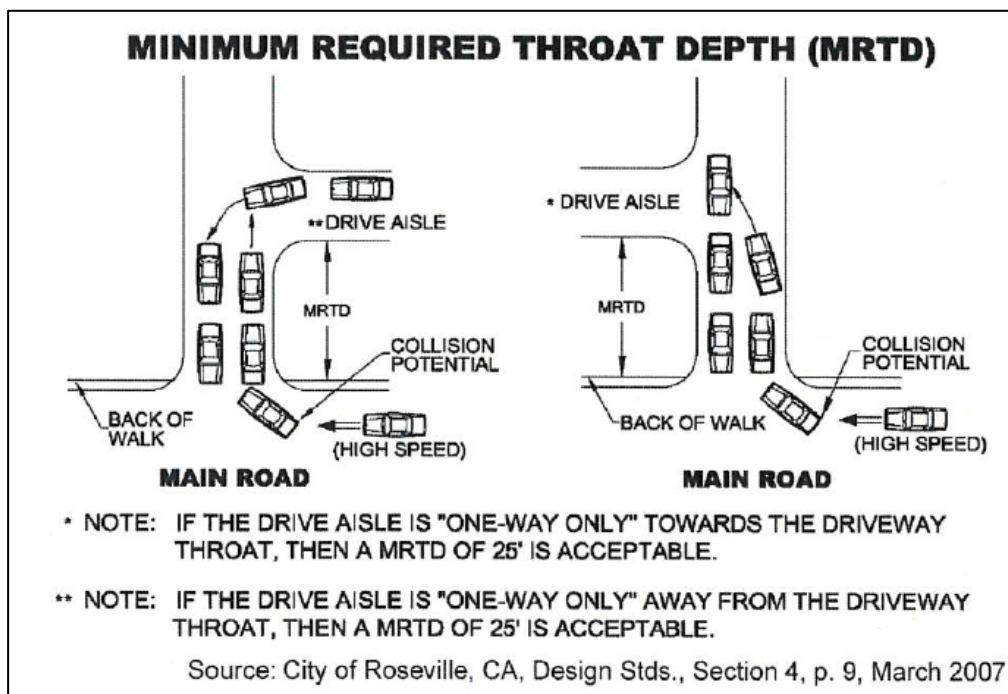 MINIMUM REQUIRED THROAT DEPTH (MRTD)
** DRIVE AISLE
MRTD
COLLISION
POTENTIAL
BACK OF
WALK
(HIGH SPEED)
MAIN ROAD
* DRIVE AISLE
MRTD
COLLISION
POTENTIAL
BACK OF WALK
(HIGH SPEED)
MAIN ROAD
* NOTE: IF THE DRIVE AISLE IS "ONE-WAY ONLY" TOWARDS THE DRIVEWAY
THROAT, THEN A MRTD OF 25' IS ACCEPTABLE.
** NOTE: IF THE DRIVE AISLE IS "ONE-WAY ONLY" AWAY FROM THE DRIVEWAY
THROAT, THEN A MRTD OF 25' IS ACCEPTABLE.
Source: City of Roseville, CA, Design Stds., Section 4, p. 9, March 2007